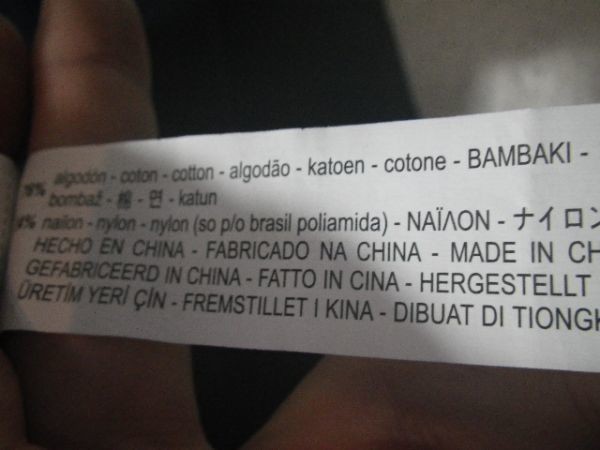 algodón - coton - cotton - algodão - katoen - cotone - BAMBAKI -
bombaž - 棉 - 면 - katun
nailon - nylon - nylon (so p/o brasil poliamida) - ΝΑΪΛΟΝ - ナイロン
HECHO EN CHINA - FABRICADO NA CHINA - MADE IN CH
GEFABRICEERD IN CHINA - FATTO IN CINA - HERGESTELLT
ÜRETİM YERİ ÇİN - FREMSTILLET I KINA - DIBUAT DI TIONGK